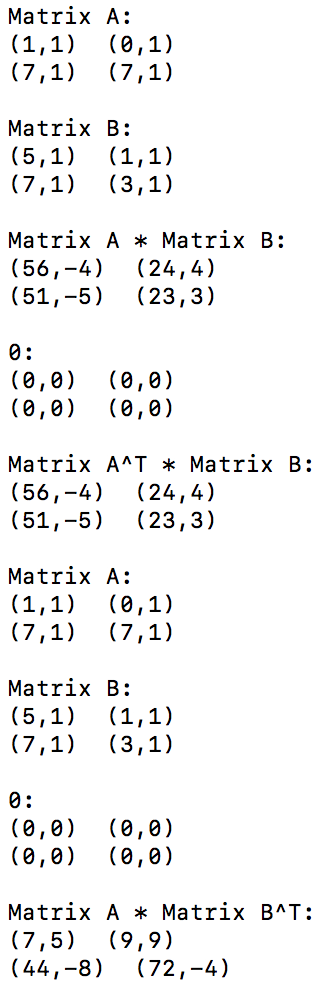 Matrix A:
(1,1)  (0,1)
(7,1)  (7,1)

Matrix B:
(5,1)  (1,1)
(7,1)  (3,1)

Matrix A * Matrix B:
(56,-4)  (24,4)
(51,-5)  (23,3)

0:
(0,0)  (0,0)
(0,0)  (0,0)

Matrix A^T * Matrix B:
(56,-4)  (24,4)
(51,-5)  (23,3)

Matrix A:
(1,1)  (0,1)
(7,1)  (7,1)

Matrix B:
(5,1)  (1,1)
(7,1)  (3,1)

0:
(0,0)  (0,0)
(0,0)  (0,0)

Matrix A * Matrix B^T:
(7,5)  (9,9)
(44,-8)  (72,-4)